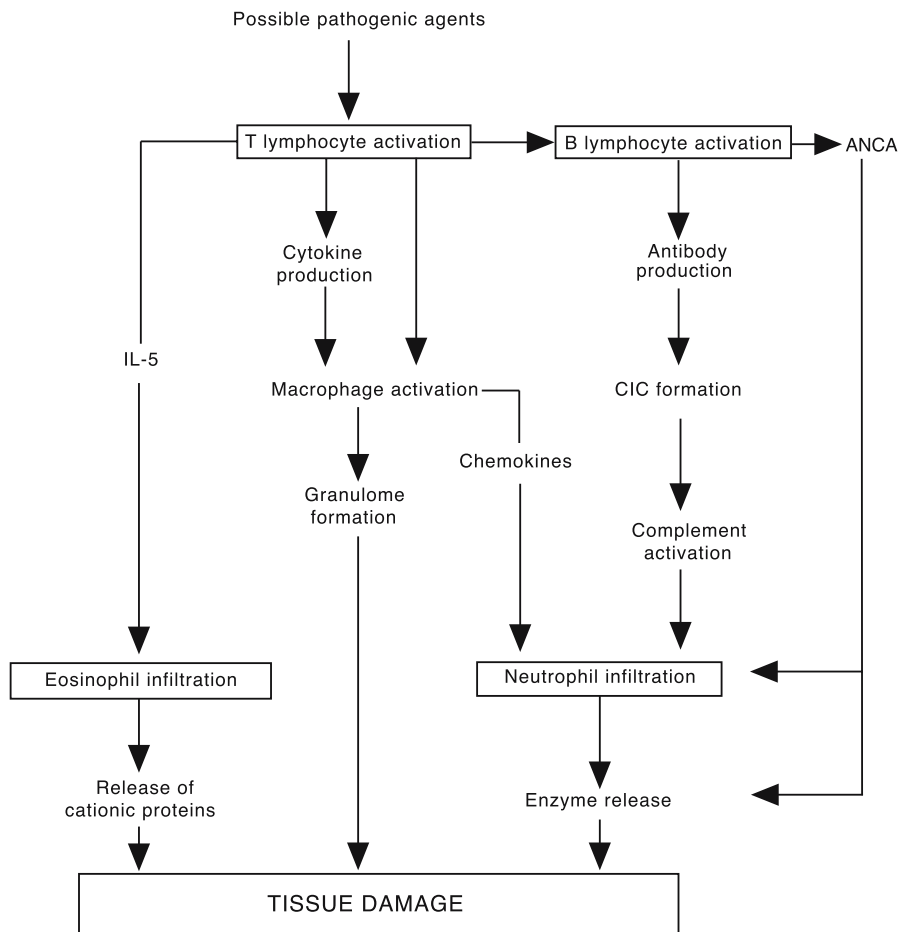 Possible pathogenic agents
T lymphocyte activation
B lymphocyte activation
ANCA
Cytokine
production
Antibody
production
IL-5
Macrophage activation
CIC formation
Chemokines
Granulome
formation
Complement
activation
Eosinophil infiltration
Neutrophil infiltration
Release of
cationic proteins
Enzyme release
TISSUE DAMAGE